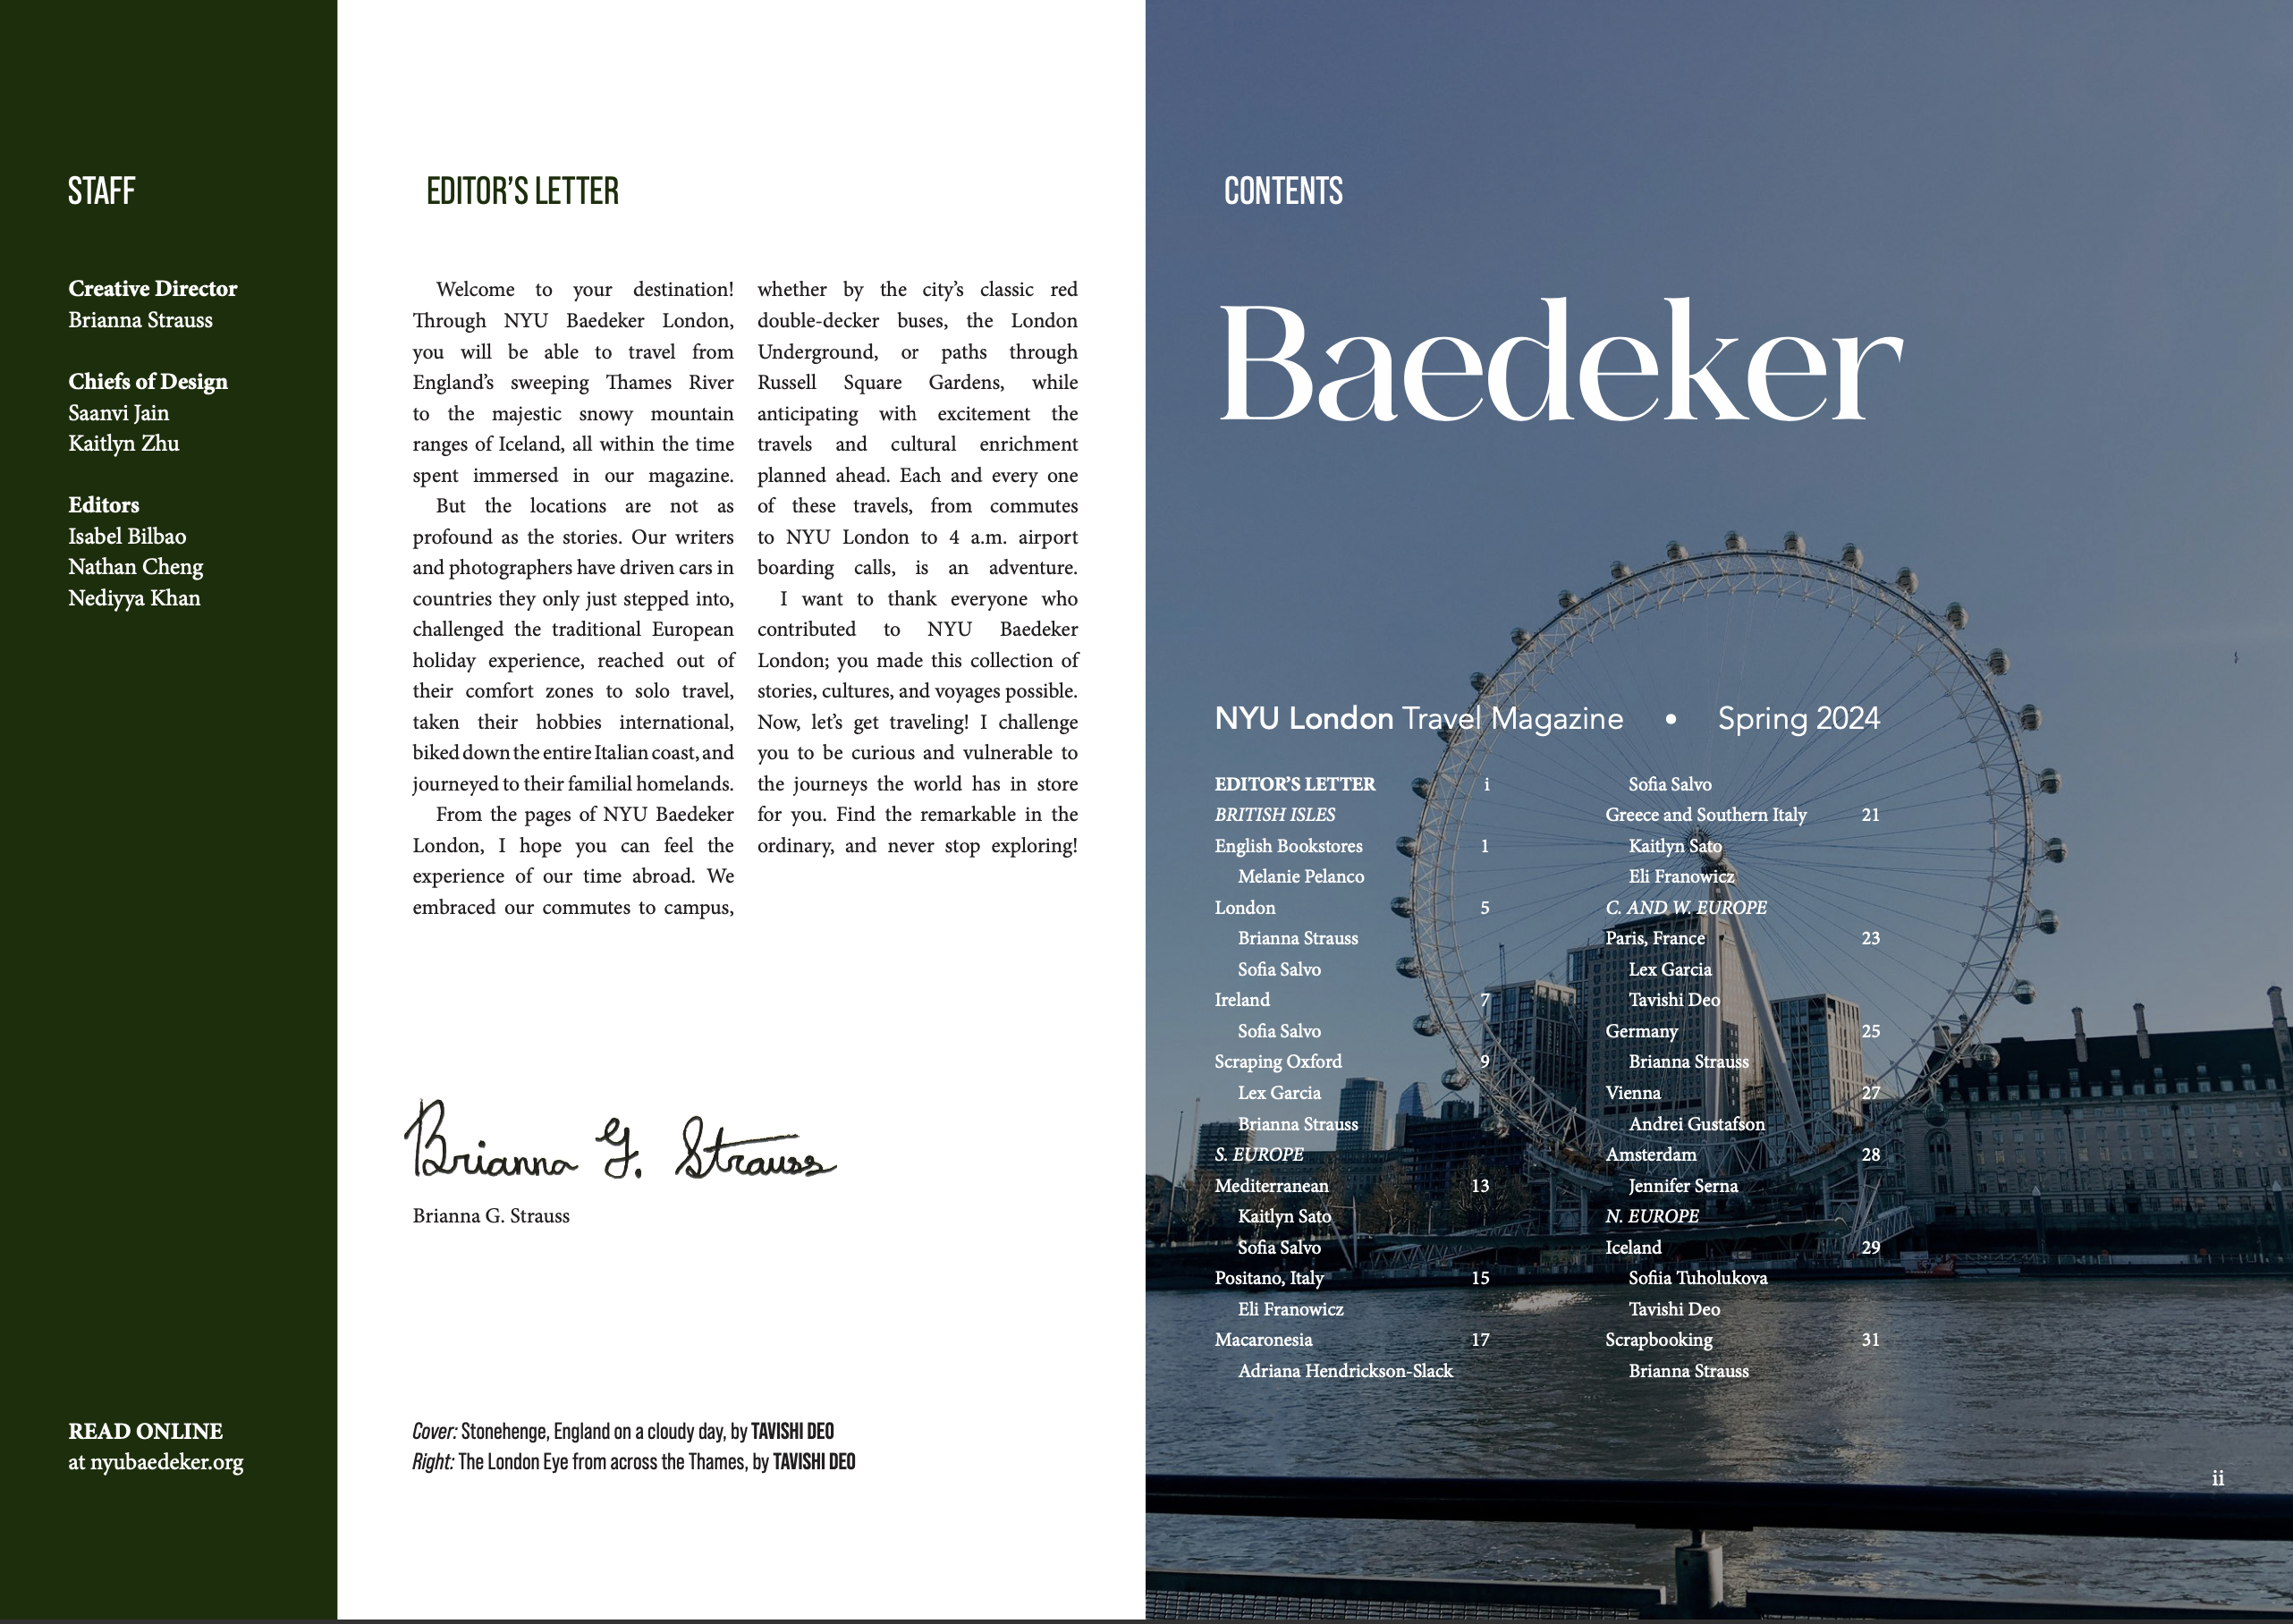 STAFF
Creative Director
Brianna Strauss
Chiefs of Design
Saanvi Jain
Kaitlyn Zhu
Editors
Isabel Bilbao
Nathan Cheng
Nediyya Khan
READ ONLINE
at nyubaedeker.org
EDITOR’S LETTER
Welcome to your destination!
Through NYU Baedeker London,
you will be able to travel from
England’s sweeping Thames River
to the majestic snowy mountain
ranges of Iceland, all within the time
spent immersed in our magazine.
But the locations are not as
profound as the stories. Our writers
and photographers have driven cars in
countries they only just stepped into,
challenged the traditional European
holiday experience, reached out of
their comfort zones to solo travel,
taken their hobbies international,
biked down the entire Italian coast, and
journeyed to their familial homelands.
From the pages of NYU Baedeker
London, I hope you can feel the
experience of our time abroad. We
embraced our commutes to campus,
whether by the city’s classic red
double-decker buses, the London
Underground, or paths through
Russell Square Gardens, while
anticipating with excitement the
travels and cultural enrichment
planned ahead. Each and every one
of these travels, from commutes
to NYU London to 4 a.m. airport
boarding calls, is an adventure.
I want to thank everyone who
contributed to NYU Baedeker
London; you made this collection of
stories, cultures, and voyages possible.
Now, let’s get traveling! I challenge
you to be curious and vulnerable to
the journeys the world has in store
for you. Find the remarkable in the
ordinary, and never stop exploring!
Brianna G. Strauss
Brianna G. Strauss
Cover: Stonehenge, England on a cloudy day, by TAVISHI DEO
Right: The London Eye from across the Thames, by TAVISHI DEO
CONTENTS
Baedeker
NYU London Travel Magazine • Spring 2024
EDITOR’S LETTER i
BRITISH ISLES
English Bookstores 1
Melanie Pelanco
London 5
Brianna Strauss
Sofia Salvo
Ireland 7
Sofia Salvo
Scraping Oxford 9
Lex Garcia
Brianna Strauss
S. EUROPE
Mediterranean 13
Kaitlyn Sato
Sofia Salvo
Positano, Italy 15
Eli Franowicz
Macaronesia 17
Adriana Hendrickson-Slack
Sofia Salvo
Greece and Southern Italy 21
Kaitlyn Sato
Eli Franowicz
C. AND W. EUROPE
Paris, France 23
Lex Garcia
Tavishi Deo
Germany 25
Brianna Strauss
Vienna 27
Andrei Gustafson
Amsterdam 28
Jennifer Serna
N. EUROPE
Iceland 29
Sofiia Tuholukova
Tavishi Deo
Scrapbooking 31
Brianna Strauss
ii